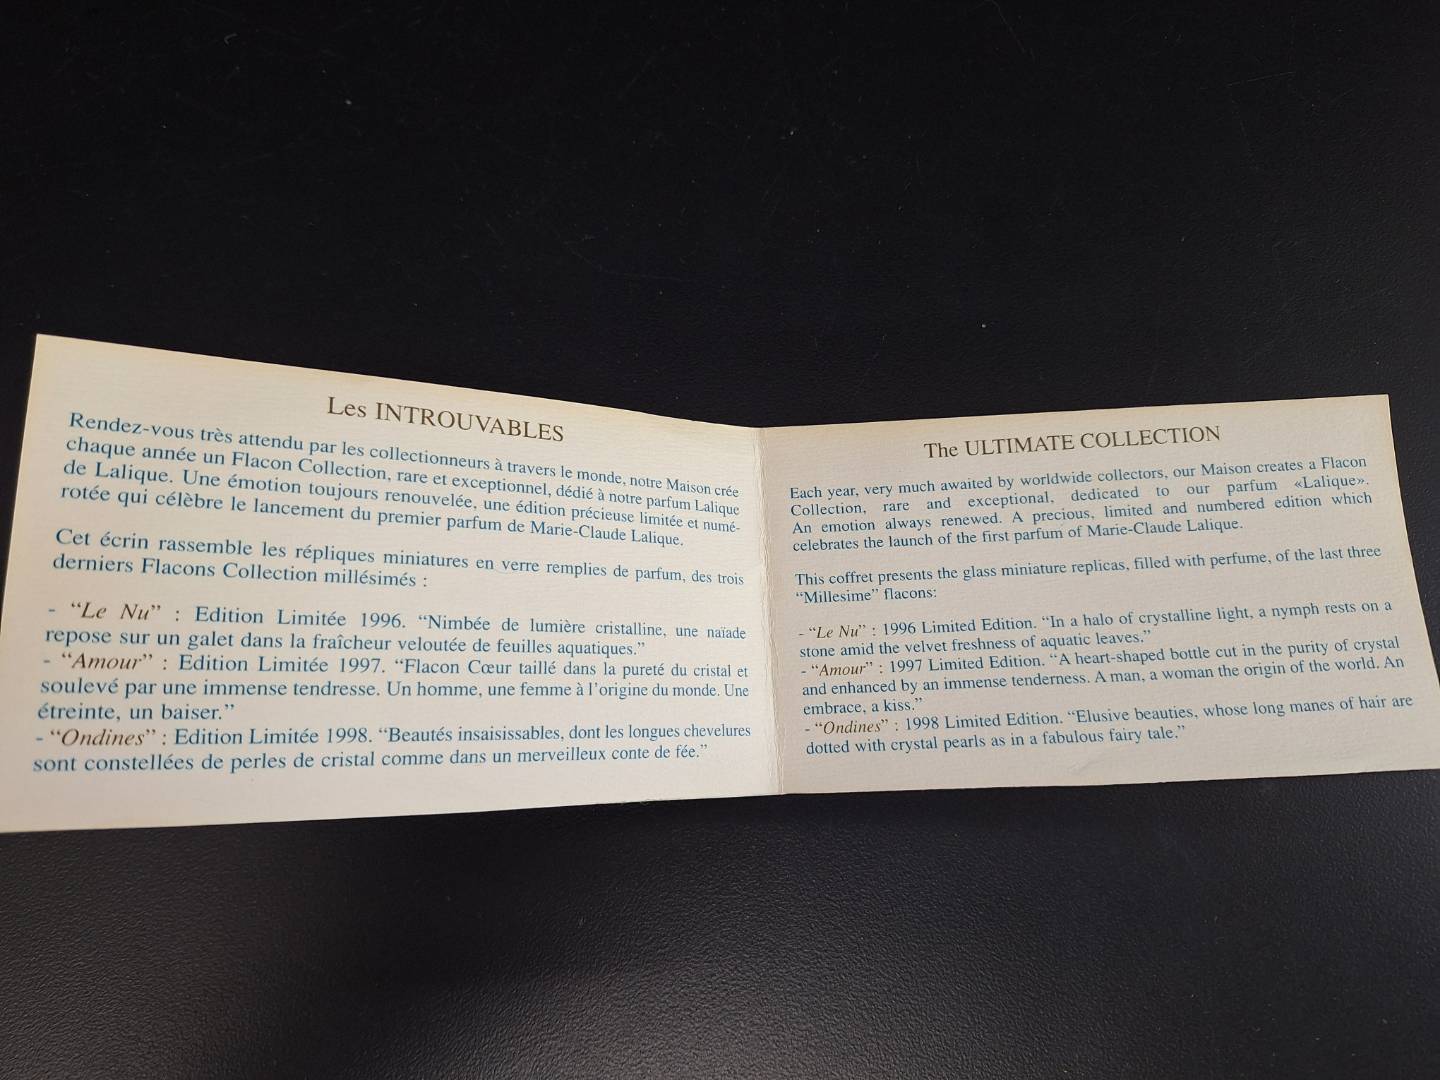 Les INTROUVABLES
Rendez-vous très attendu par les collectionneurs à travers le monde, notre Maison crée
chaque année un Flacon Collection, rare et exceptionnel, dédié à notre parfum Lalique
de Lalique. Une émotion toujours renouvelée, une édition précieuse limitée et numé-
rotée qui célèbre le lancement du premier parfum de Marie-Claude Lalique.
Cet écrin rassemble les répliques miniatures en verre remplies de parfum, des trois
derniers Flacons Collection millésimés :
- “Le Nu” : Edition Limitée 1996. “Nimbée de lumière cristalline, une naïade
repose sur un galet dans la fraîcheur veloutée de feuilles aquatiques.”
- “Amour” : Edition Limitée 1997. “Flacon Cœur taillé dans la pureté du cristal et
soulevé par une immense tendresse. Un homme, une femme à l’origine du monde. Une
étreinte, un baiser.”
- “Ondines” : Edition Limitée 1998. “Beautés insaisissables, dont les longues chevelures
sont constellées de perles de cristal comme dans un merveilleux conte de fée.”
The ULTIMATE COLLECTION
Each year, very much awaited by worldwide collectors, our Maison creates a Flacon
Collection, rare and exceptional, dedicated to our parfum «Lalique».
An emotion always renewed. A precious, limited and numbered edition which
celebrates the launch of the first parfum of Marie-Claude Lalique.
This coffret presents the glass miniature replicas, filled with perfume, of the last three
“Millesime” flacons:
- “Le Nu” : 1996 Limited Edition. “In a halo of crystalline light, a nymph rests on a
stone amid the velvet freshness of aquatic leaves.”
- “Amour” : 1997 Limited Edition. “A heart-shaped bottle cut in the purity of crystal
and enhanced by an immense tenderness. A man, a woman the origin of the world. An
embrace, a kiss.”
- “Ondines” : 1998 Limited Edition. “Elusive beauties, whose long manes of hair are
dotted with crystal pearls as in a fabulous fairy tale.”